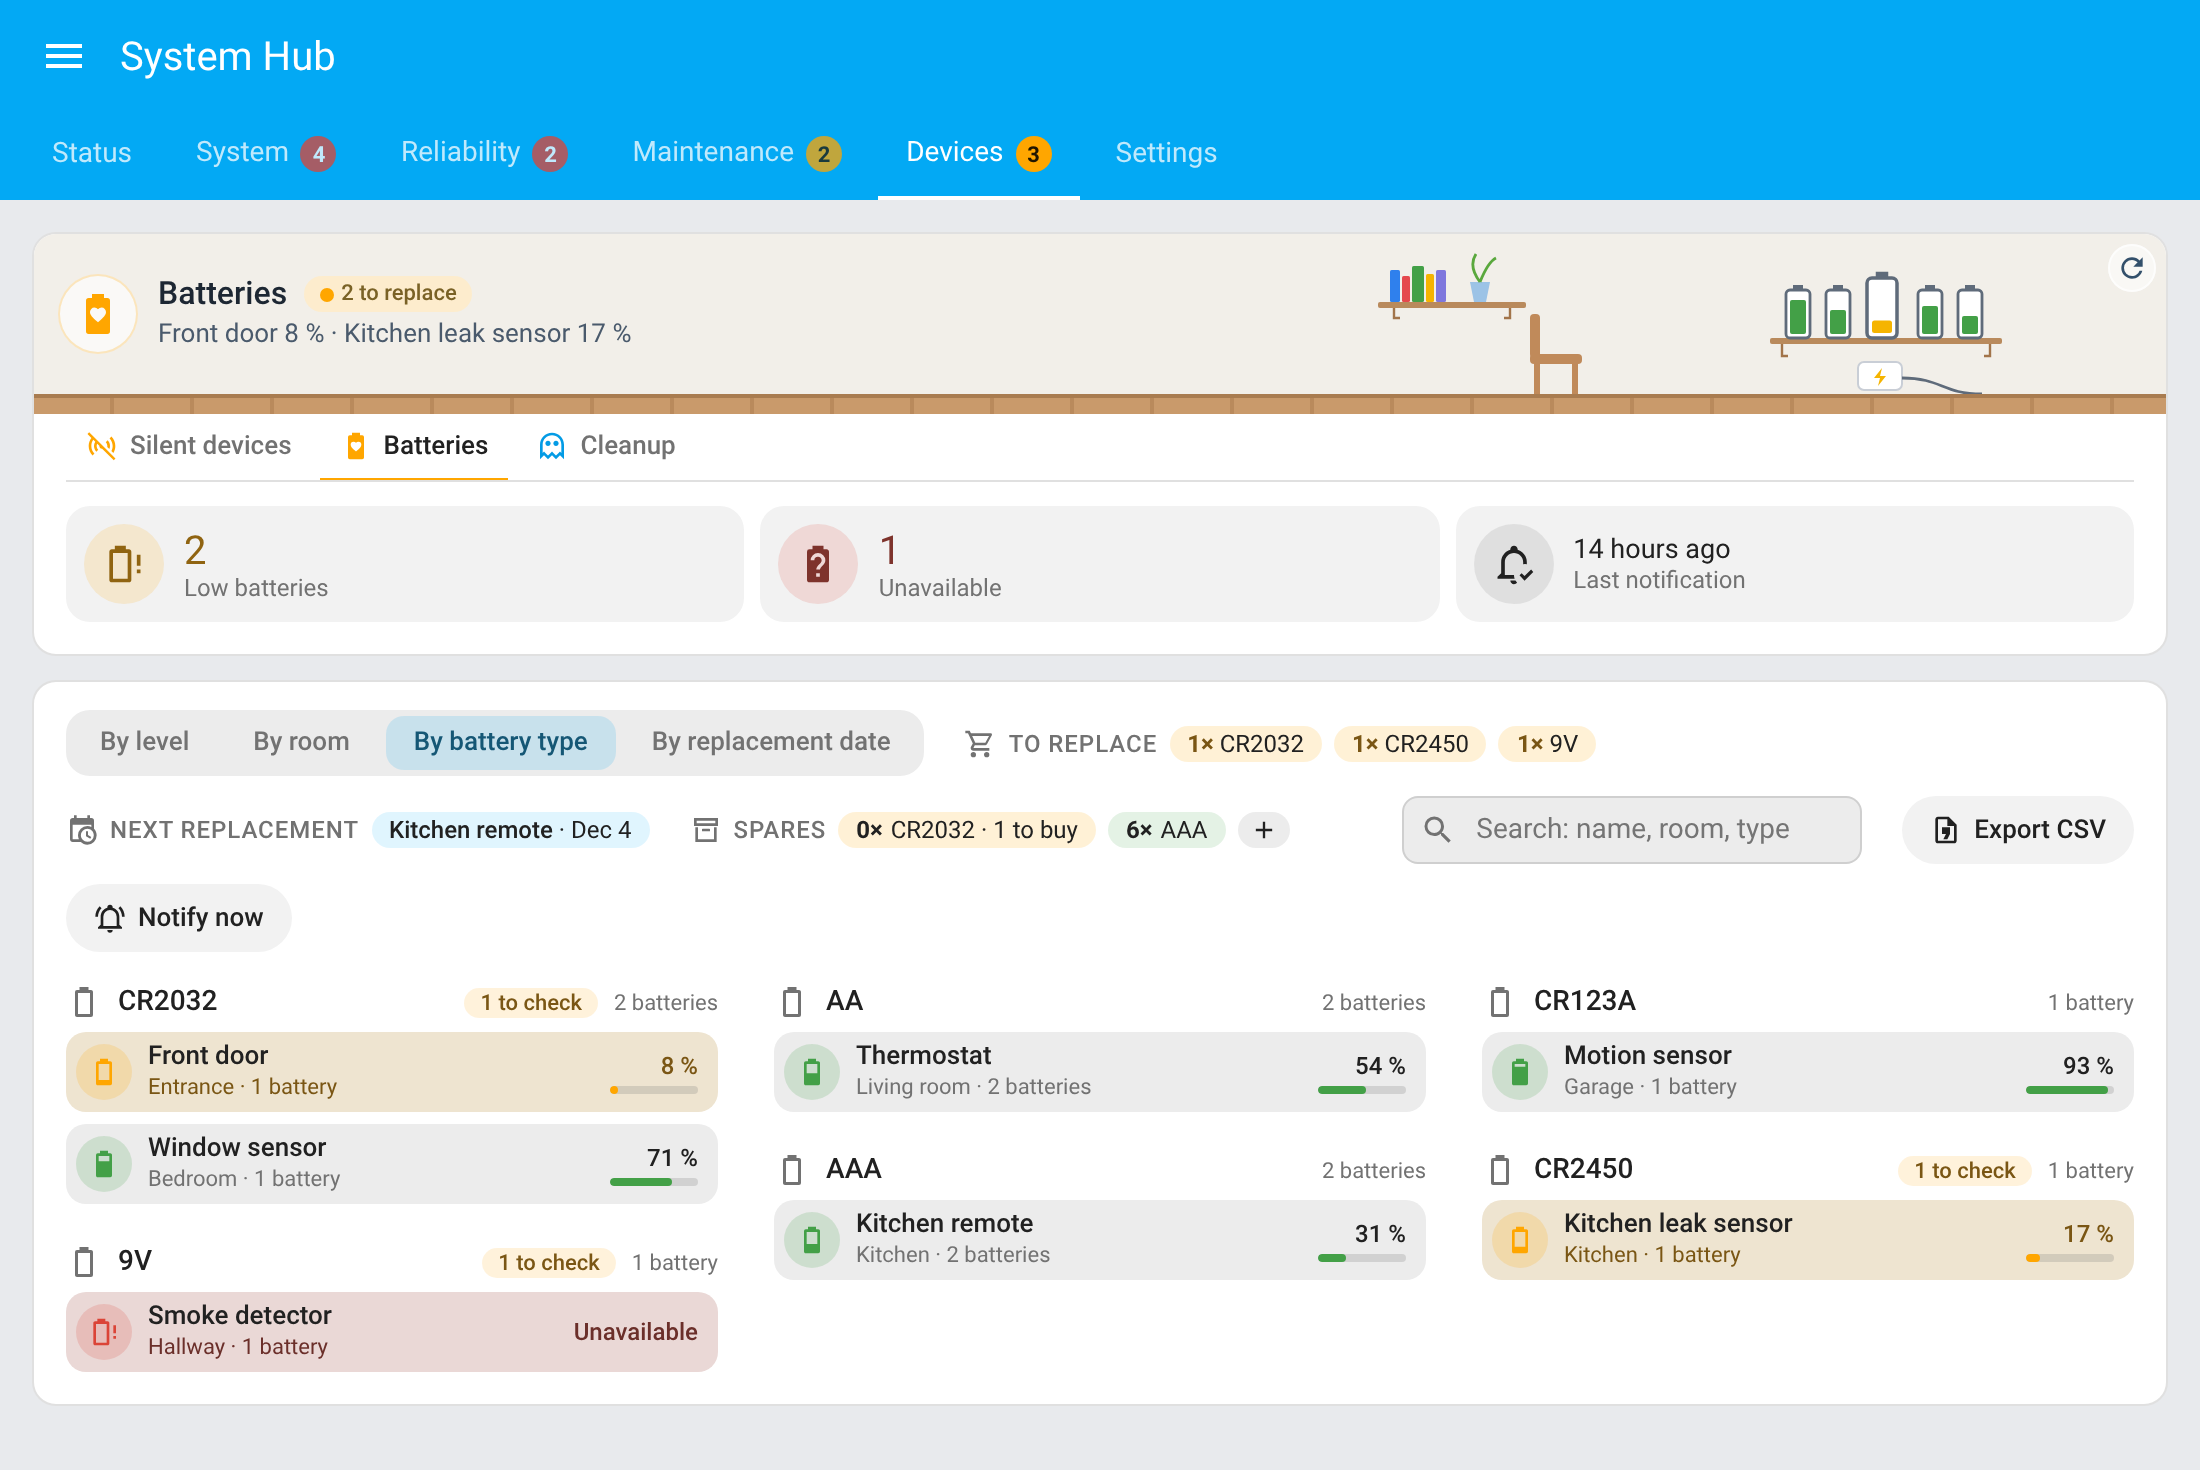 System Hub
Status System 4 Reliability 2 Maintenance 2 Devices 3 Settings
Batteries 2 to replace
Front door 8 % · Kitchen leak sensor 17 %
Silent devices Batteries Cleanup
2
Low batteries
1
Unavailable
14 hours ago
Last notification
By level By room By battery type By replacement date TO REPLACE 1× CR2032 1× CR2450 1× 9V
NEXT REPLACEMENT Kitchen remote · Dec 4 SPARES 0× CR2032 · 1 to buy 6× AAA + Search: name, room, type Export CSV
Notify now
CR2032 1 to check 2 batteries
Front door 8 %
Entrance · 1 battery
Window sensor 71 %
Bedroom · 1 battery
9V 1 to check 1 battery
Smoke detector Unavailable
Hallway · 1 battery
AA 2 batteries
Thermostat 54 %
Living room · 2 batteries
AAA 2 batteries
Kitchen remote 31 %
Kitchen · 2 batteries
CR123A 1 battery
Motion sensor 93 %
Garage · 1 battery
CR2450 1 to check 1 battery
Kitchen leak sensor 17 %
Kitchen · 1 battery